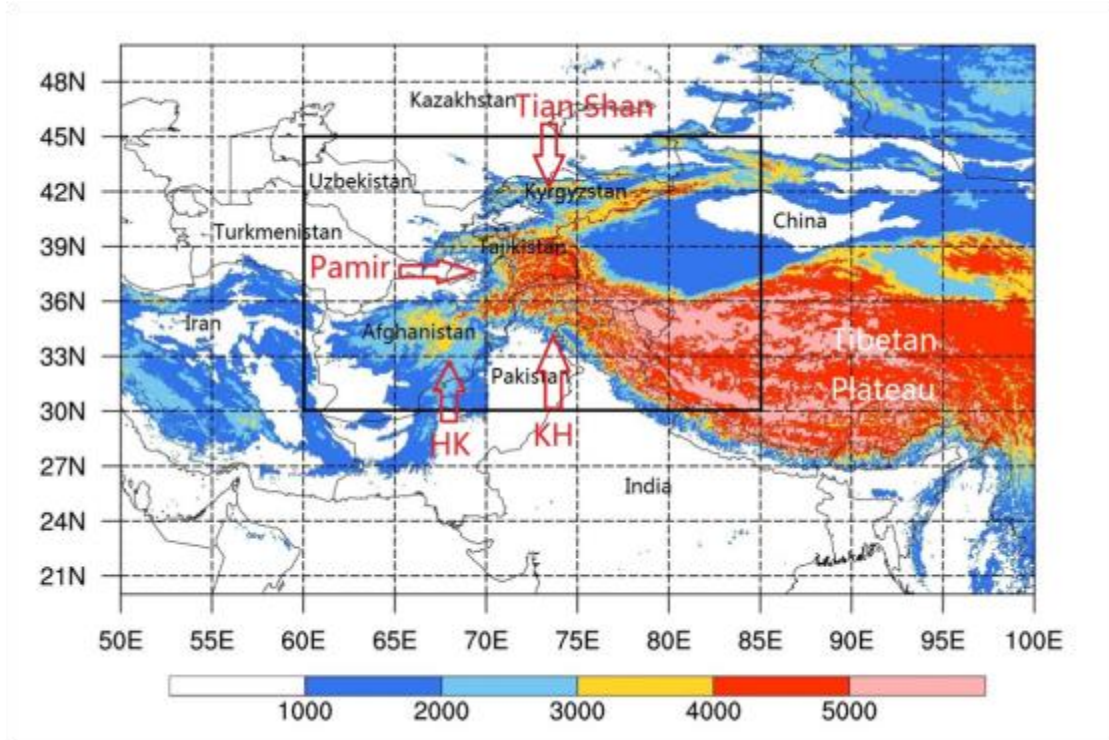 48N
45N
42N
39N
36N
33N
30N
27N
24N
21N
Kazakhstan
Tian Shan
Uzbekistan
Kyrgyzstan
Turkmenistan
Tajikistan
China
Pamir
Iran
Afghanistan
Tibetan
Plateau
Pakistan
HK
KH
India
50E 55E 60E 65E 70E 75E 80E 85E 90E 95E 100E
1000 2000 3000 4000 5000